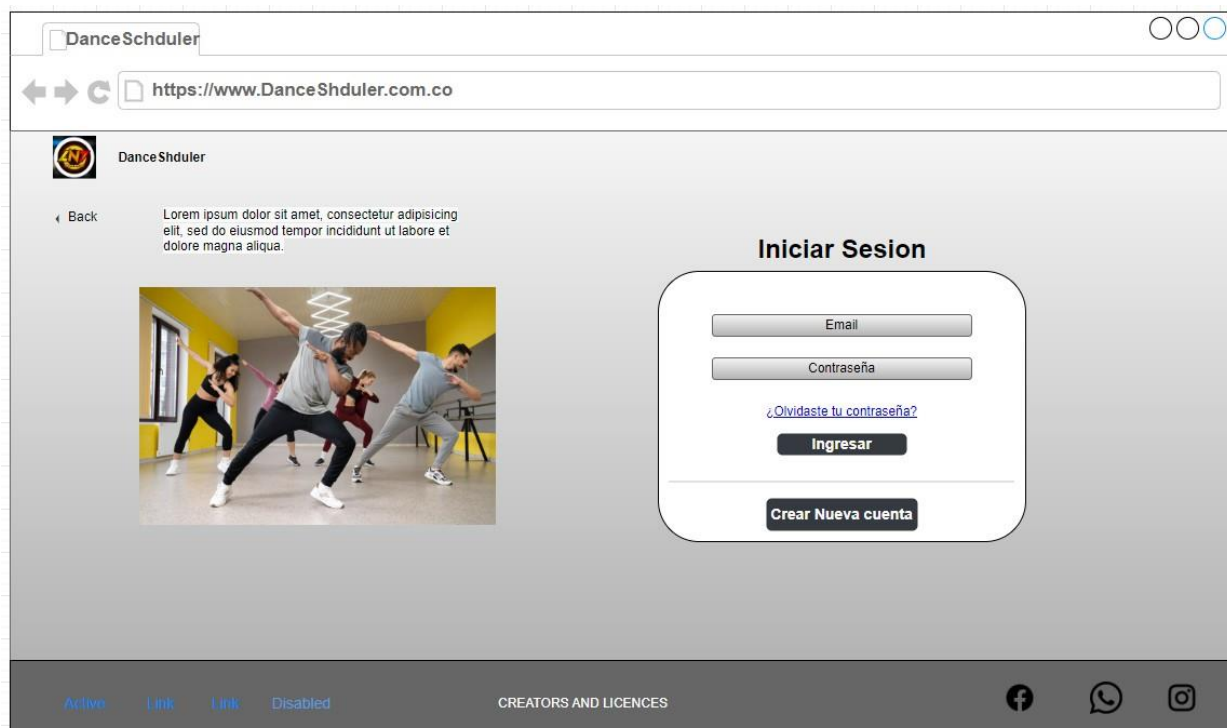 DanceSchduler
https://www.DanceShduler.com.co
DanceShduler
Back
Lorem ipsum dolor sit amet, consectetur adipisicing
elit, sed do eiusmod tempor incididunt ut labore et
dolore magna aliqua.
Iniciar Sesion
Email
Contraseña
¿Olvidaste tu contraseña?
Ingresar
Crear Nueva cuenta
Active Link Link Disabled CREATORS AND LICENCES